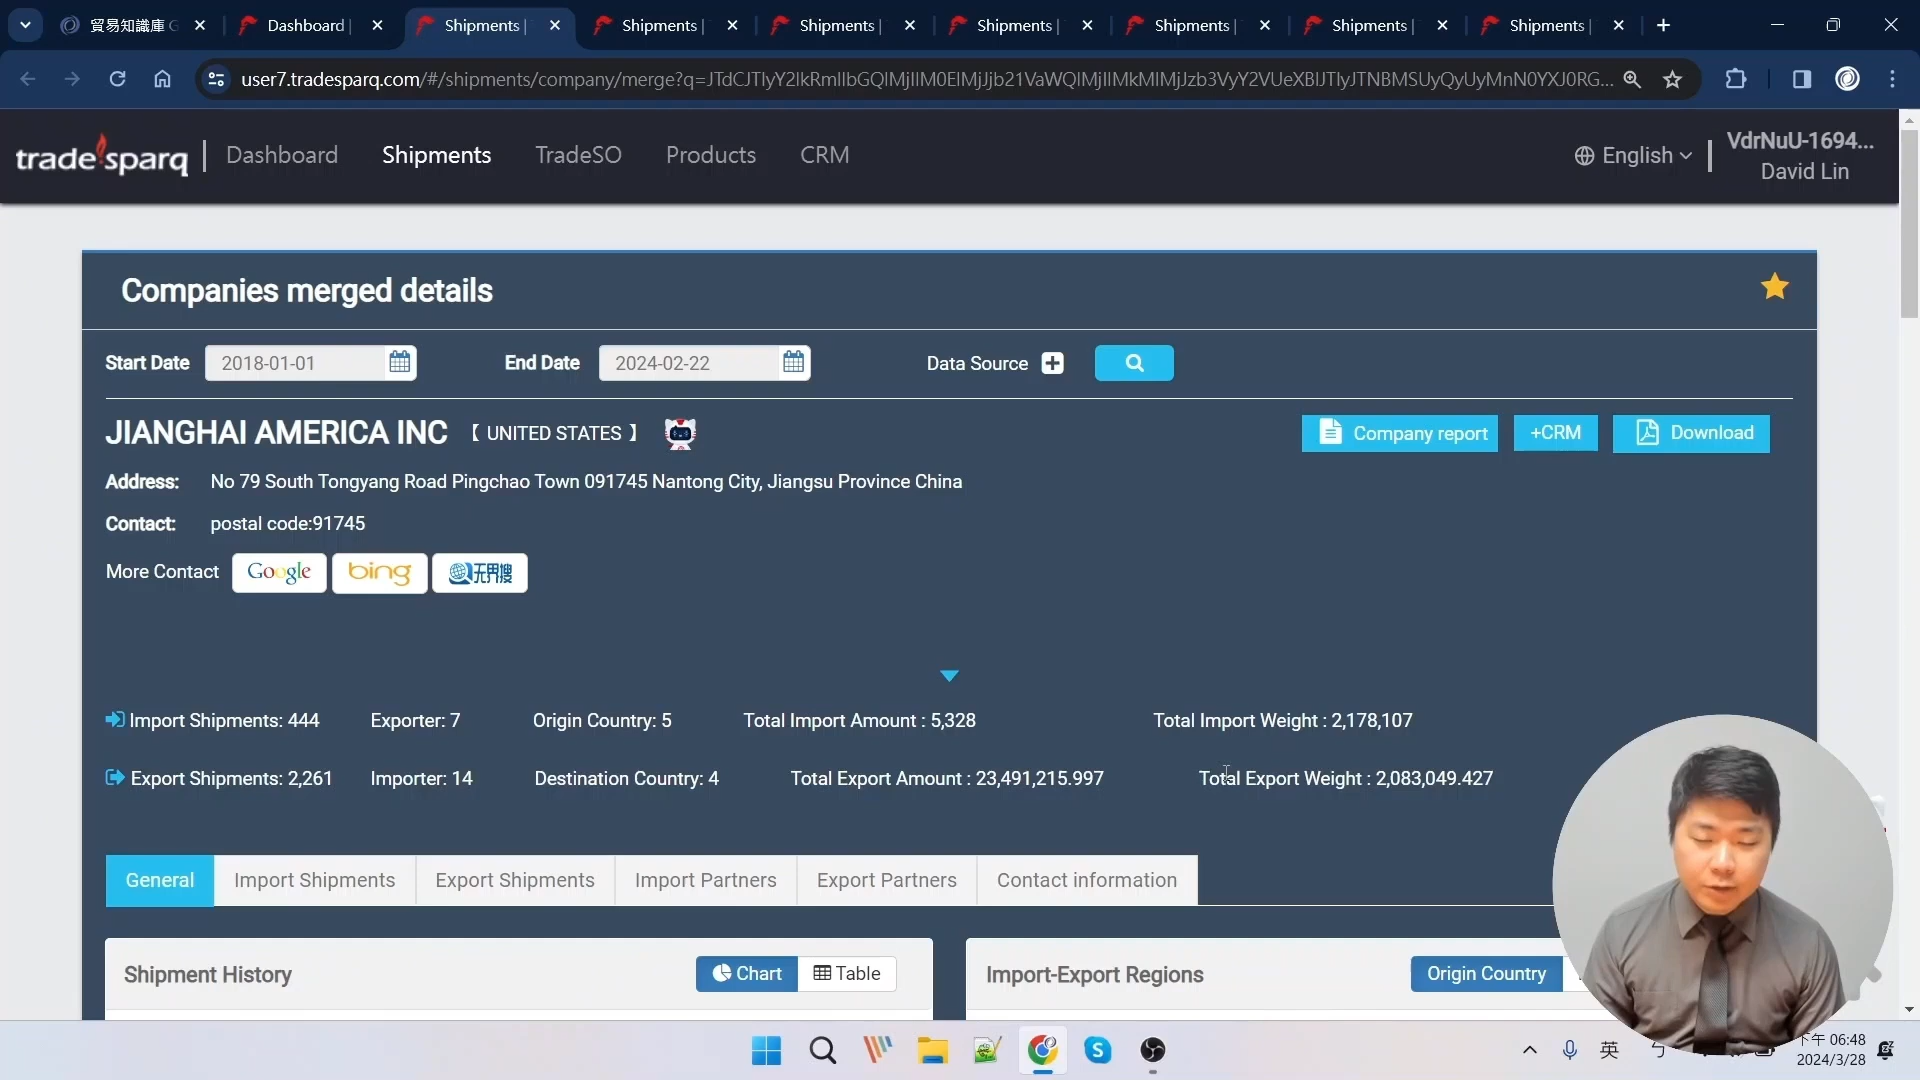 貿易知識庫 G
Dashboard |
Shipments |
Shipments |
Shipments |
Shipments |
Shipments |
Shipments |
Shipments |
user7.tradesparq.com/#/shipments/company/merge?q=JTdCJTIyY2lkRmllbGQlMjIlM0ElMjJjb21VaWQlMjIlMkMlMjJzb3VyY2VUeXBlJTIyJTNBMSUyQyUyMnN0YXJ0RG...
tradesparq
Dashboard
Shipments
TradeSO
Products
CRM
English
VdrNuU-1694...
David Lin
Companies merged details
Start Date 2018-01-01
End Date 2024-02-22
Data Source
JIANGHAI AMERICA INC 【 UNITED STATES 】
Company report
+CRM
Download
Address: No 79 South Tongyang Road Pingchao Town 091745 Nantong City, Jiangsu Province China
Contact: postal code:91745
More Contact Google bing 无界搜
Import Shipments: 444 Exporter: 7 Origin Country: 5 Total Import Amount : 5,328 Total Import Weight : 2,178,107
Export Shipments: 2,261 Importer: 14 Destination Country: 4 Total Export Amount : 23,491,215.997 Total Export Weight : 2,083,049.427
General
Import Shipments
Export Shipments
Import Partners
Export Partners
Contact information
Shipment History
Chart
Table
Import-Export Regions
Origin Country
英
ㄅ
下午 06:48
2024/3/28